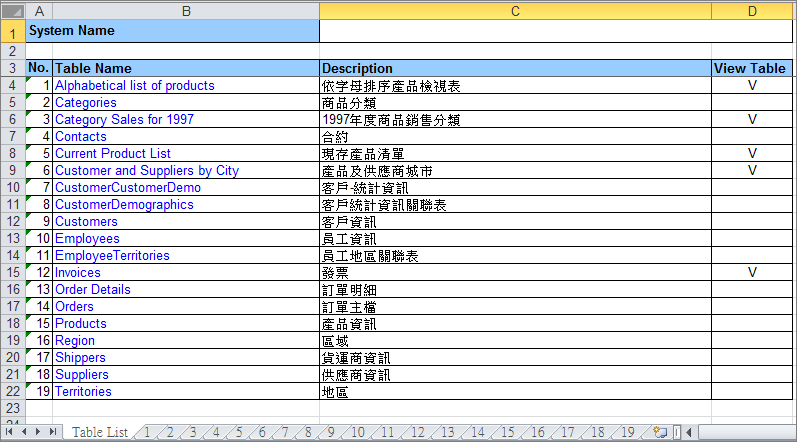 A B C D
1 System Name
2
3 No. Table Name Description View Table
4 1 Alphabetical list of products 依字母排序產品檢視表 V
5 2 Categories 商品分類
6 3 Category Sales for 1997 1997年度商品銷售分類 V
7 4 Contacts 合約
8 5 Current Product List 現存產品清單 V
9 6 Customer and Suppliers by City 產品及供應商城市 V
10 7 CustomerCustomerDemo 客戶-統計資訊
11 8 CustomerDemographics 客戶統計資訊關聯表
12 9 Customers 客戶資訊
13 10 Employees 員工資訊
14 11 EmployeeTerritories 員工地區關聯表
15 12 Invoices 發票 V
16 13 Order Details 訂單明細
17 14 Orders 訂單主檔
18 15 Products 產品資訊
19 16 Region 區域
20 17 Shippers 貨運商資訊
21 18 Suppliers 供應商資訊
22 19 Territories 地區
23
Table List 1 2 3 4 5 6 7 8 9 10 11 12 13 14 15 16 17 18 19